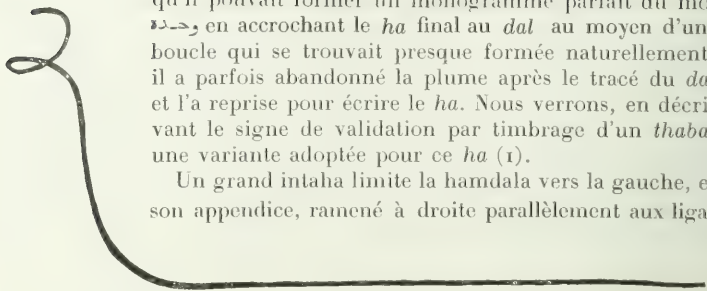 qu'il pouvait former un monogramme parfait du
وحده en accrochant le ha final au dal au moyen d'un
boucle qui se trouvait presque formée naturellement
il a parfois abandonné la plume après le tracé du da
et l'a reprise pour écrire le ha. Nous verrons, en décri
vant le signe de validation par timbrage d'un thaba
une variante adoptée pour ce ha (1).
Un grand intaha limite la hamdala vers la gauche, e
son appendice, ramené à droite parallèlement aux liga